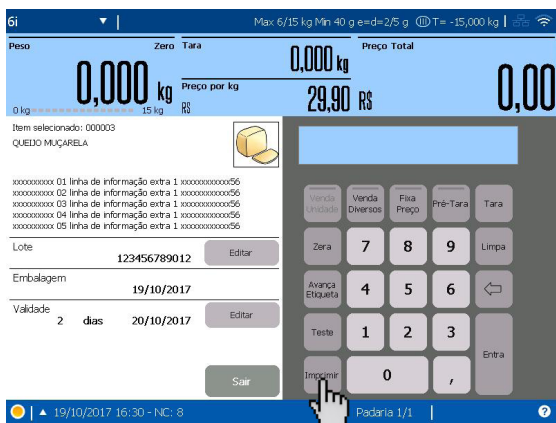 6i
Max 6/15 kg Min 40 g e=d=2/5 g Ⅲ T= -15,000 kg
Peso
Zero
0,000 kg
0 kg
15 kg
Tara
0,000 kg
Preço por kg
R$
29,90 R$
Preço Total
0,00
Item selecionado: 000003
QUEIJO MUÇARELA
xxxxxxxxxx 01 linha de informação extra 1 xxxxxxxxxxx56
xxxxxxxxxx 02 linha de informação extra 1 xxxxxxxxxxx56
xxxxxxxxxx 03 linha de informação extra 1 xxxxxxxxxxx56
xxxxxxxxxx 04 linha de informação extra 1 xxxxxxxxxxx56
xxxxxxxxxx 05 linha de informação extra 1 xxxxxxxxxxx56
Lote
123456789012
Editar
Embalagem
19/10/2017
Validade
2 dias 20/10/2017
Editar
Sair
Venda Unidade
Venda Diversos
Fixa Preço
Pré-Tara
Tara
Zera
7
8
9
Limpa
Avança Etiqueta
4
5
6
Teste
1
2
3
Entra
Imprimir
0
,
19/10/2017 16:30 - NC: 8
Padaria 1/1
?